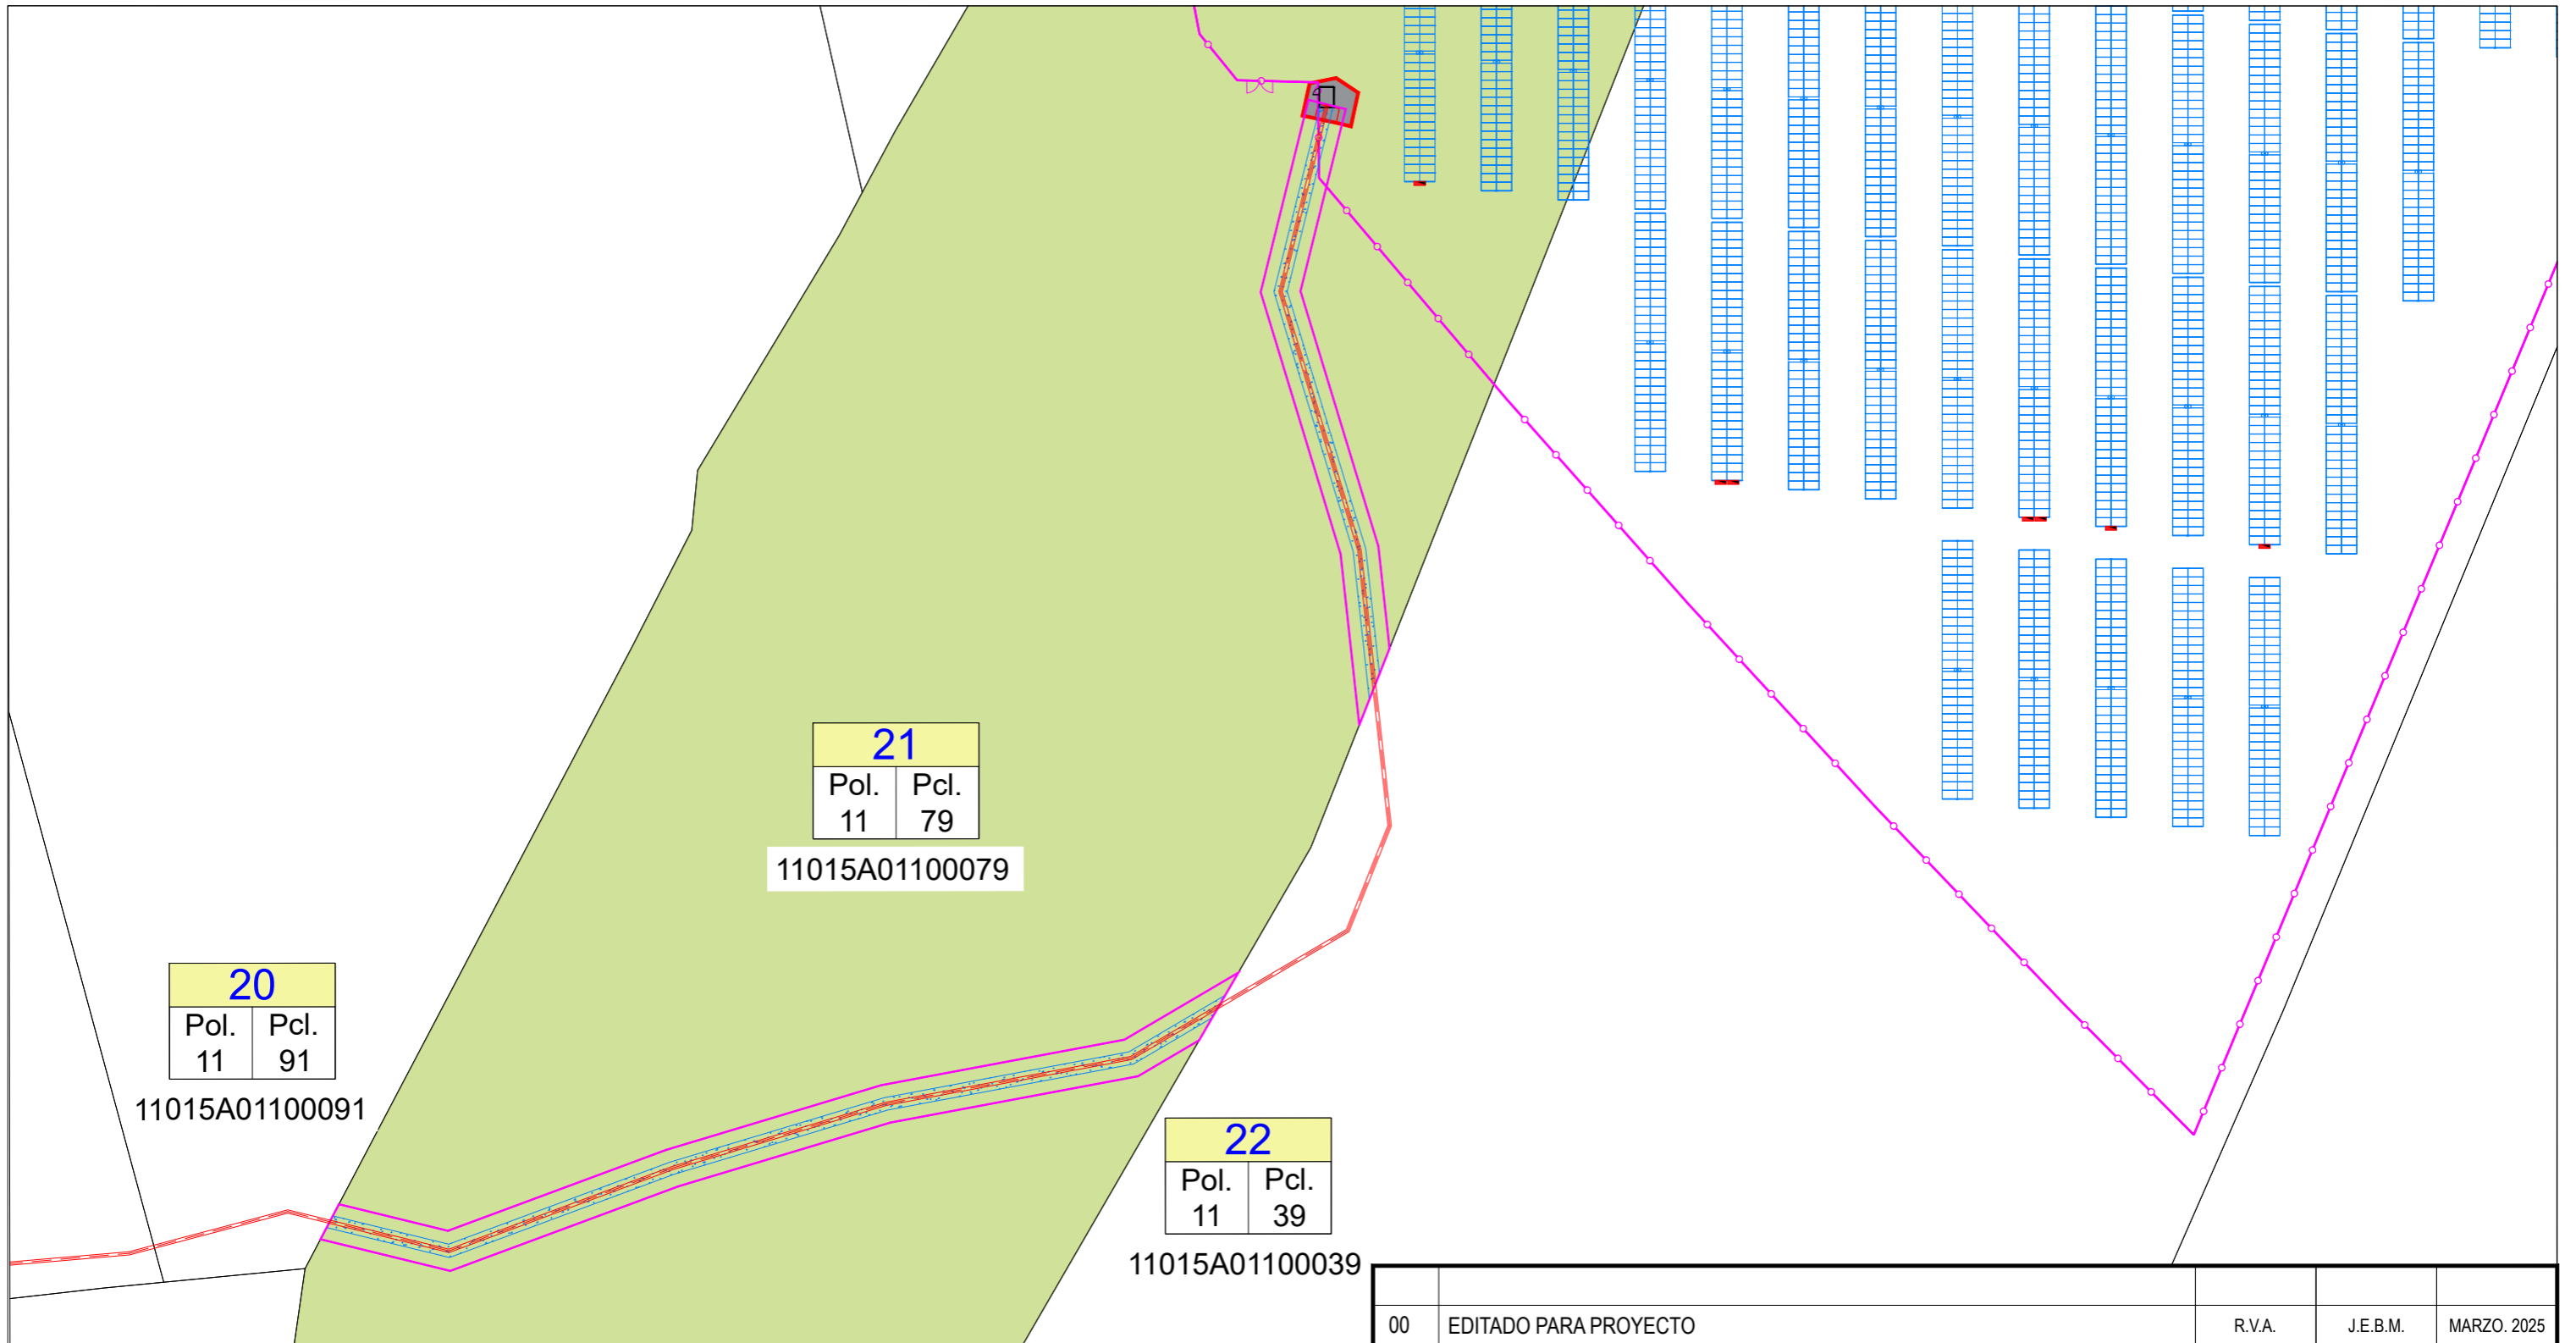 4
21
Pol. Pcl.
11 79
11015A01100079
20
Pol. Pcl.
11 91
11015A01100091
22
Pol. Pcl.
11 39
11015A01100039
00 EDITADO PARA PROYECTO R.V.A. J.E.B.M. MARZO. 2025